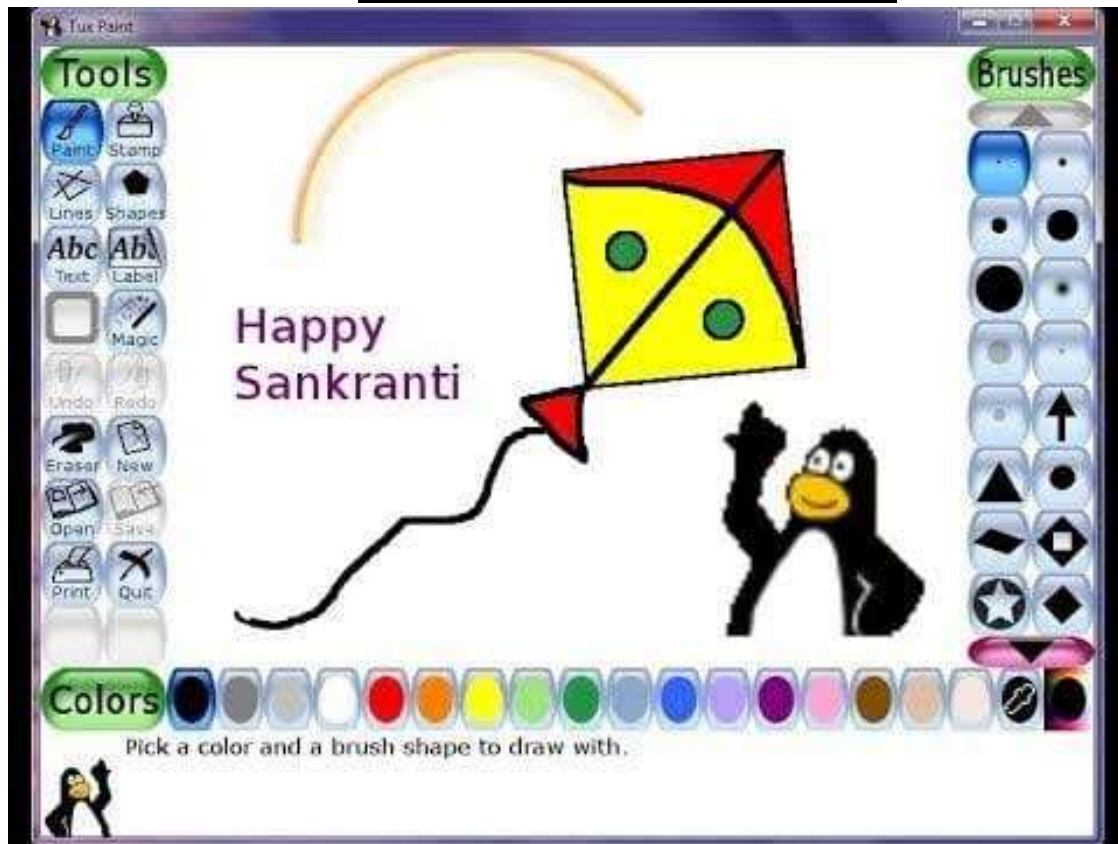 Tux Paint
Tools
Brushes
Paint Stamp
Lines Shapes
Abc Abc
Text Label
Magic
Undo Redo
Eraser New
Open Save
Print Quit
Happy
Sankranti
Colors
Pick a color and a brush shape to draw with.